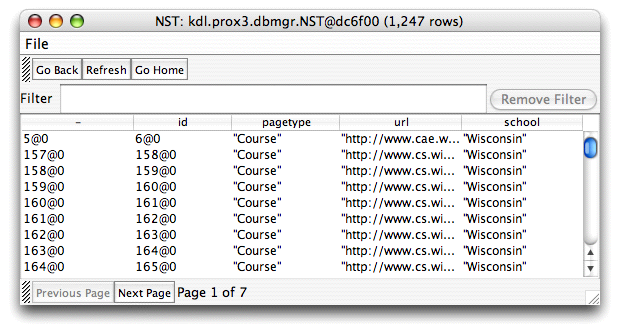 NST: kdl.prox3.dbmgr.NST@dc6f00 (1,247 rows)
File
Go Back Refresh Go Home
Filter Remove Filter
- id pagetype url school
5@0 6@0 "Course" "http://www.cae.w... "Wisconsin"
157@0 158@0 "Course" "http://www.cs.wi... "Wisconsin"
158@0 159@0 "Course" "http://www.cs.wi... "Wisconsin"
159@0 160@0 "Course" "http://www.cs.wi... "Wisconsin"
160@0 161@0 "Course" "http://www.cs.wi... "Wisconsin"
161@0 162@0 "Course" "http://www.cs.wi... "Wisconsin"
162@0 163@0 "Course" "http://www.cs.wi... "Wisconsin"
163@0 164@0 "Course" "http://www.cs.wi... "Wisconsin"
164@0 165@0 "Course" "http://www.cs.wi... "Wisconsin"
Previous Page Next Page Page 1 of 7